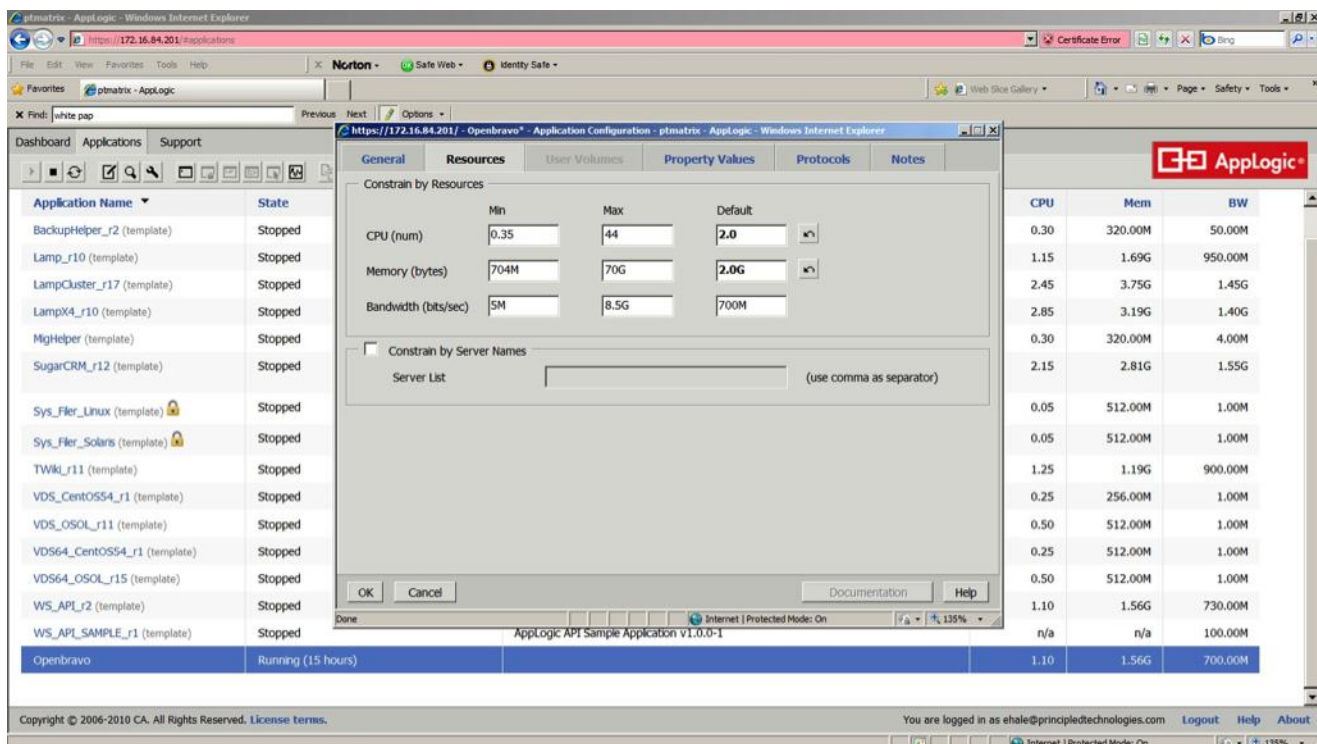 ptmatrix - AppLogic - Windows Internet Explorer
https://172.16.84.201/#applications
Certificate Error
Bing
File Edit View Favorites Tools Help
X Norton - Safe Web - Identity Safe -
Favorites ptmatrix - AppLogic
Web Slice Gallery
Page Safety Tools
X Find: white pap Previous Next Options
https://172.16.84.201/ - Openbravo* - Application Configuration - ptmatrix - AppLogic - Windows Internet Explorer
Dashboard Applications Support
General Resources User Volumes Property Values Protocols Notes
AppLogic
Constrain by Resources
Application Name State CPU Mem BW
Min Max Default
BackupHelper_r2 (template) Stopped 0.30 320.00M 50.00M
CPU (num) 0.35 44 2.0
Lamp_r10 (template) Stopped 1.15 1.69G 950.00M
Memory (bytes) 704M 70G 2.0G
LampCluster_r17 (template) Stopped 2.45 3.75G 1.45G
Bandwidth (bits/sec) 5M 8.5G 700M
LampX4_r10 (template) Stopped 2.85 3.19G 1.40G
MigHelper (template) Stopped 0.30 320.00M 4.00M
Constrain by Server Names
SugarCRM_r12 (template) Stopped 2.15 2.81G 1.55G
Server List (use comma as separator)
Sys_Filer_Linux (template) Stopped 0.05 512.00M 1.00M
Sys_Filer_Solaris (template) Stopped 0.05 512.00M 1.00M
TWiki_r11 (template) Stopped 1.25 1.19G 900.00M
VDS_CentOS54_r1 (template) Stopped 0.25 256.00M 1.00M
VDS_OSOL_r11 (template) Stopped 0.50 512.00M 1.00M
VDS64_CentOS54_r1 (template) Stopped 0.25 512.00M 1.00M
VDS64_OSOL_r15 (template) Stopped 0.50 512.00M 1.00M
OK Cancel Documentation Help
WS_API_r2 (template) Stopped 1.10 1.56G 730.00M
Done Internet | Protected Mode: On 135%
WS_API_SAMPLE_r1 (template) Stopped AppLogic API Sample Application v1.0.0-1 n/a n/a 100.00M
Openbravo Running (15 hours) 1.10 1.56G 700.00M
Copyright © 2006-2010 CA. All Rights Reserved. License terms. You are logged in as ehale@principledtechnologies.com Logout Help About
Internet | Protected Mode: On 135%